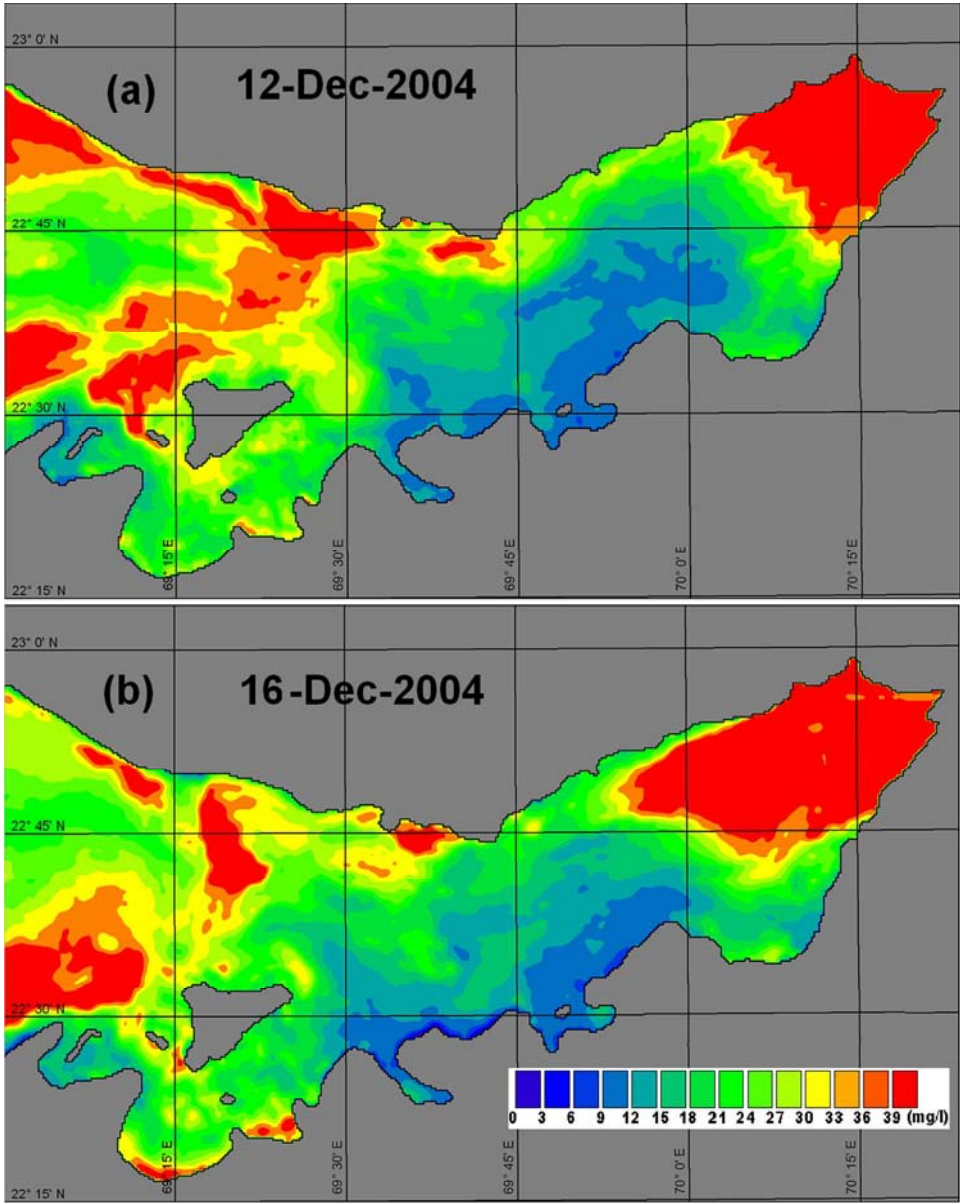 23° 0' N
(a) 12-Dec-2004
22° 45' N
22° 30' N
69° 15' E
69° 30' E
69° 45' E
70° 0' E
70° 15' E
22° 15' N
23° 0' N
(b) 16-Dec-2004
22° 45' N
22° 30' N
0 3 6 9 12 15 18 21 24 27 30 33 36 39 (mg/l)
69° 15' E
69° 30' E
69° 45' E
70° 0' E
70° 15' E
22° 15' N